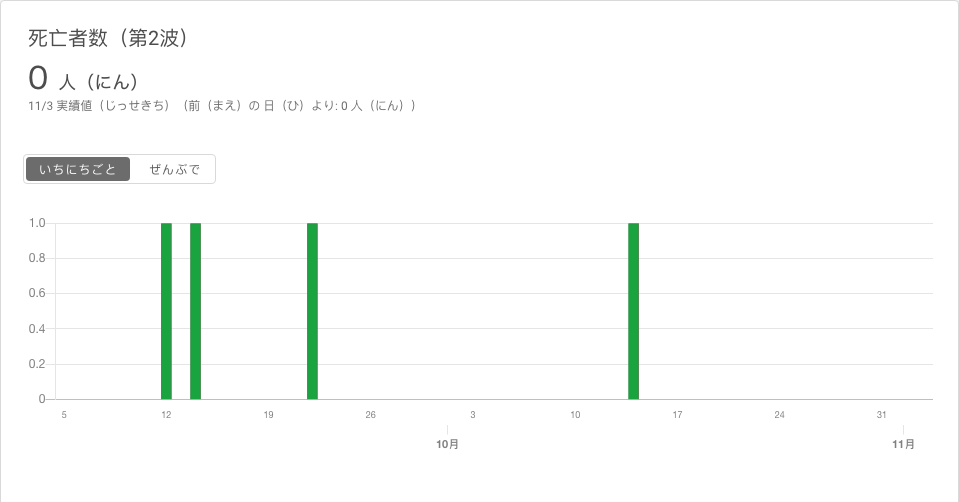 死亡者数（第2波）
0 人（にん）
11/3 実績値（じっせきち）（前（まえ）の 日（ひ）より: 0 人（にん））
いちにちごと ぜんぶで
1.0
0.8
0.6
0.4
0.2
0
5 12 19 26 3 10 17 24 31
10月 11月